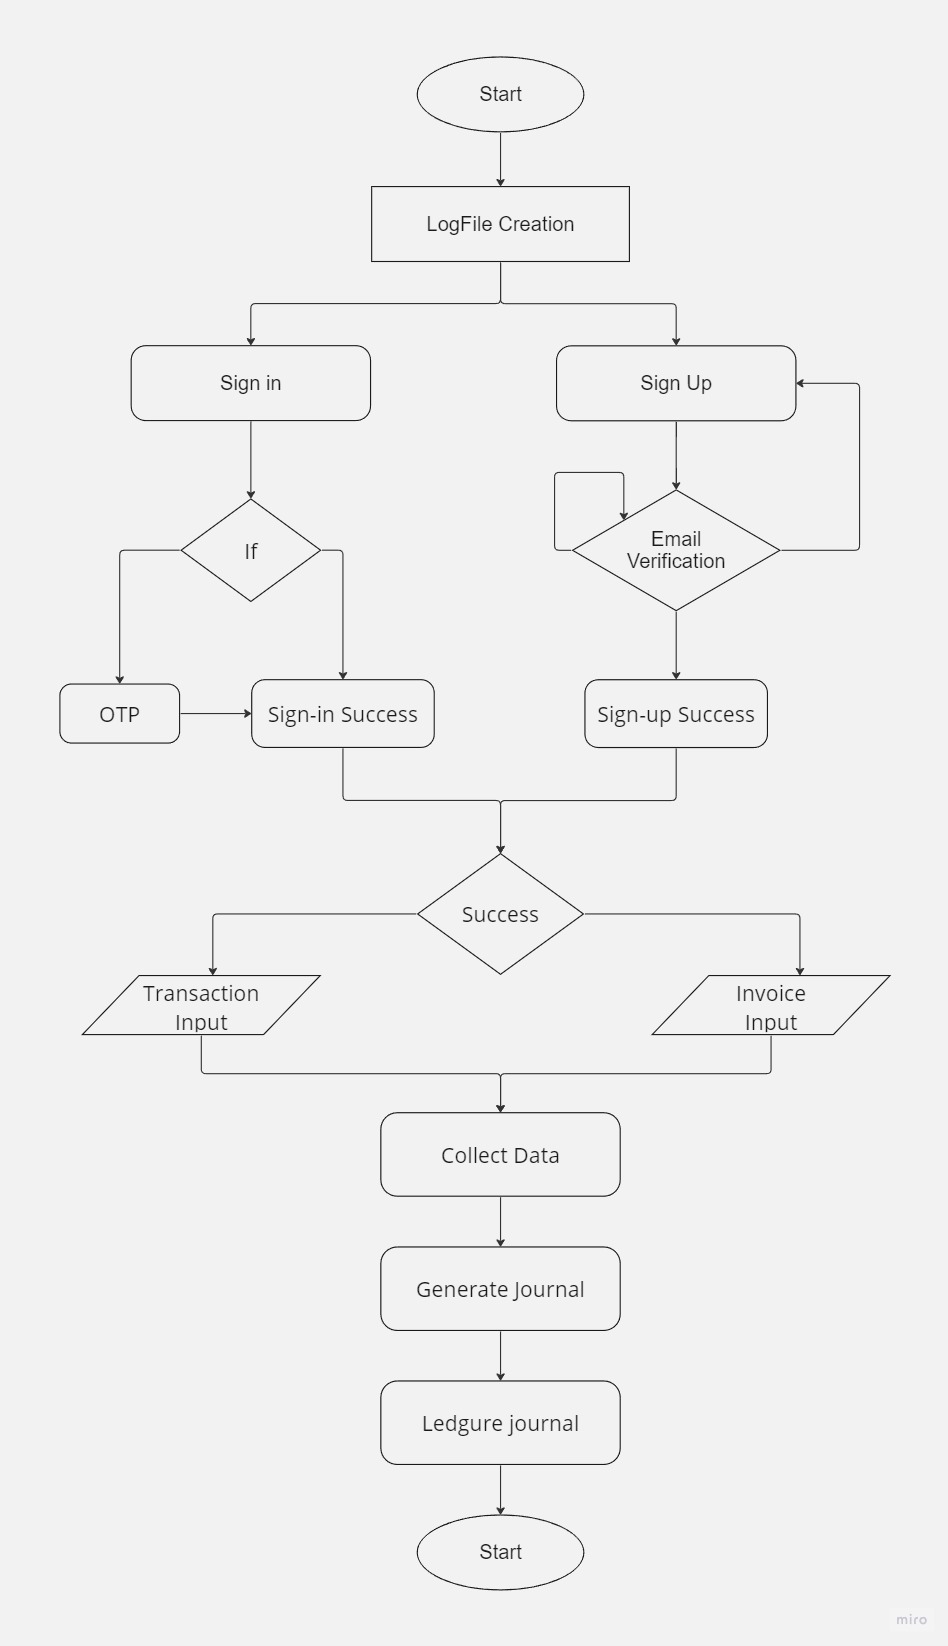 Start
LogFile Creation
Sign in
Sign Up
If
Email
Verification
OTP
Sign-in Success
Sign-up Success
Success
Transaction
Input
Invoice
Input
Collect Data
Generate Journal
Ledgure journal
Start
miro